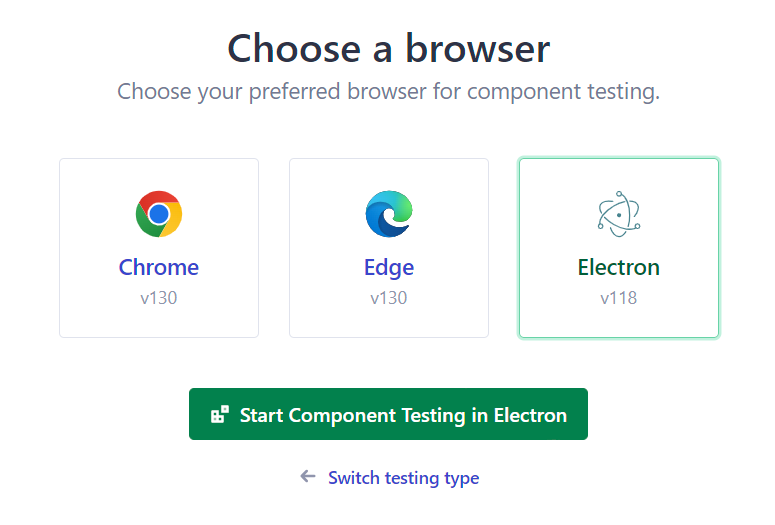 Choose a browser
Choose your preferred browser for component testing.
Chrome
v130
Edge
v130
Electron
v118
Start Component Testing in Electron
← Switch testing type